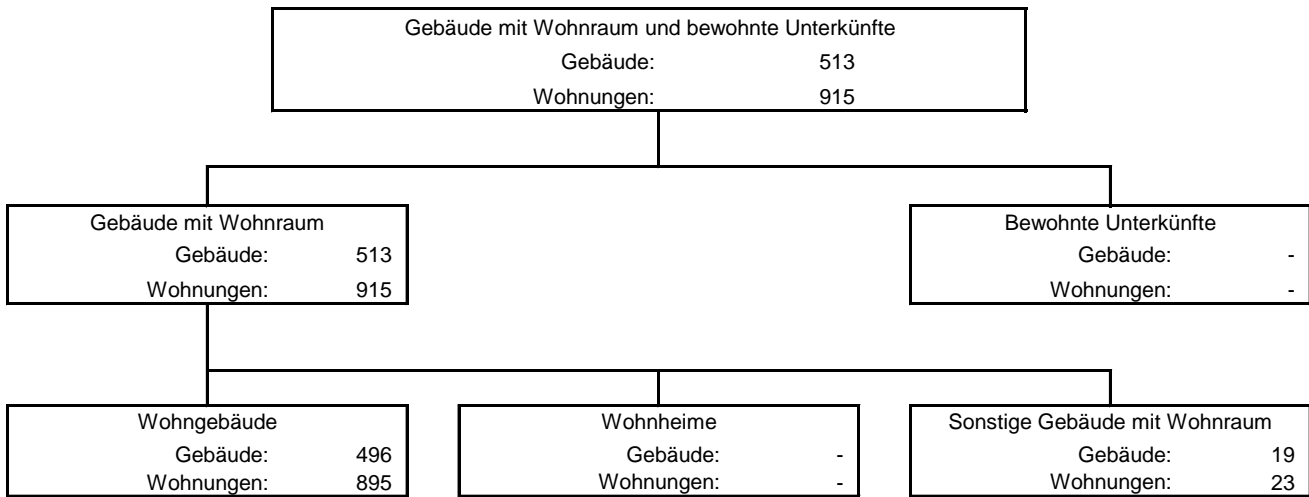 Gebäude mit Wohnraum und bewohnte Unterkünfte
Gebäude: 513
Wohnungen: 915
Gebäude mit Wohnraum
Gebäude: 513
Wohnungen: 915
Bewohnte Unterkünfte
Gebäude: -
Wohnungen: -
Wohngebäude
Gebäude: 496
Wohnungen: 895
Wohnheime
Gebäude: -
Wohnungen: -
Sonstige Gebäude mit Wohnraum
Gebäude: 19
Wohnungen: 23